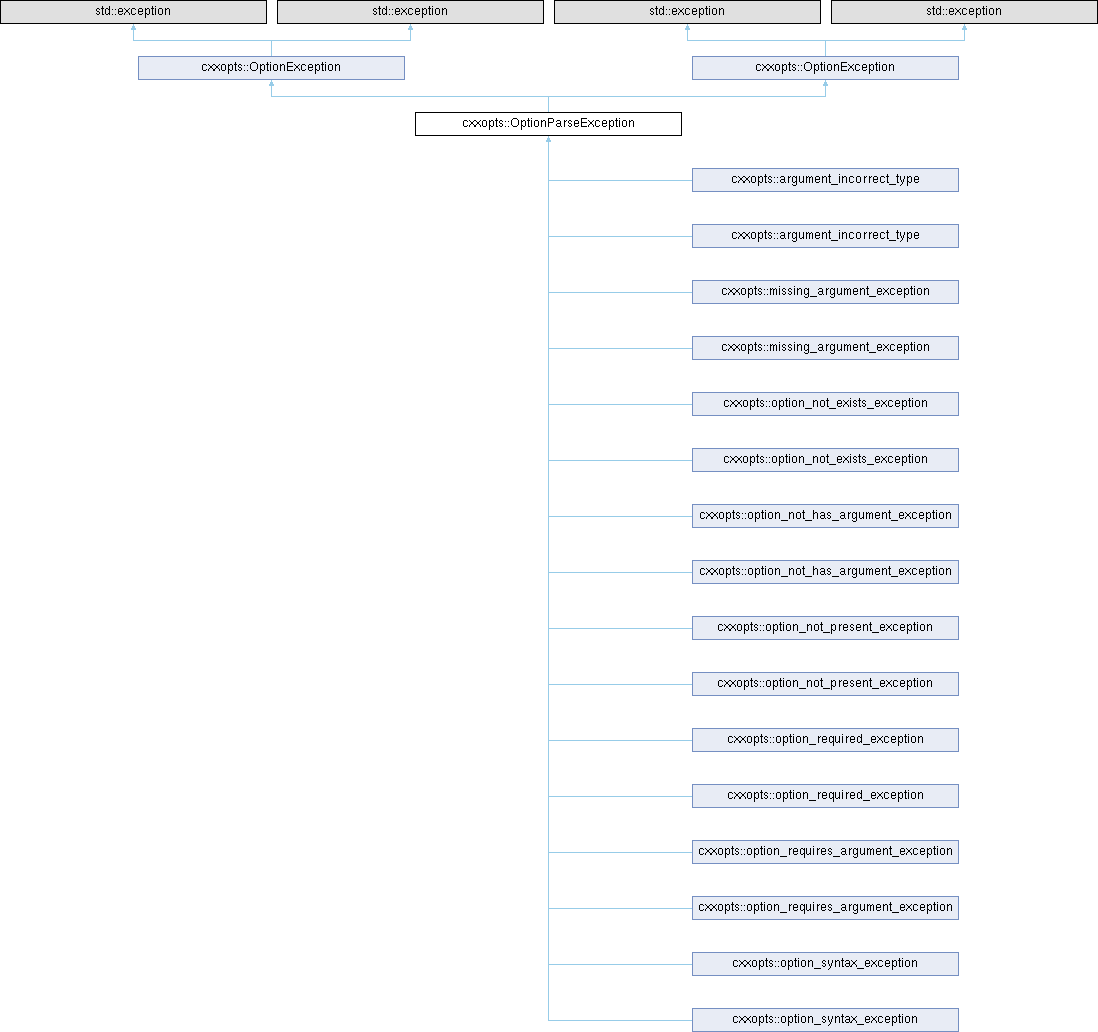 std::exception
std::exception
std::exception
std::exception
cxxopts::OptionException
cxxopts::OptionException
cxxopts::OptionParseException
cxxopts::argument_incorrect_type
cxxopts::argument_incorrect_type
cxxopts::missing_argument_exception
cxxopts::missing_argument_exception
cxxopts::option_not_exists_exception
cxxopts::option_not_exists_exception
cxxopts::option_not_has_argument_exception
cxxopts::option_not_has_argument_exception
cxxopts::option_not_present_exception
cxxopts::option_not_present_exception
cxxopts::option_required_exception
cxxopts::option_required_exception
cxxopts::option_requires_argument_exception
cxxopts::option_requires_argument_exception
cxxopts::option_syntax_exception
cxxopts::option_syntax_exception